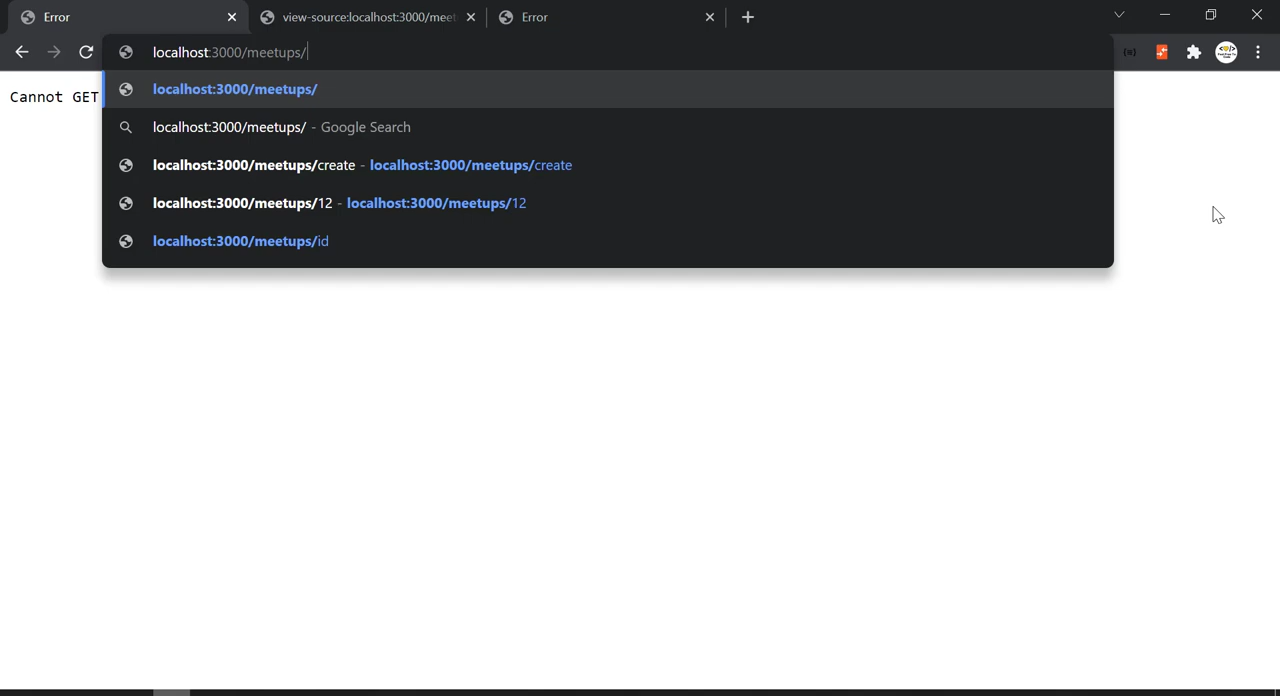 Error
view-source:localhost:3000/meet
Error
localhost:3000/meetups/
Cannot GET
localhost:3000/meetups/
localhost:3000/meetups/ - Google Search
localhost:3000/meetups/create - localhost:3000/meetups/create
localhost:3000/meetups/12 - localhost:3000/meetups/12
localhost:3000/meetups/id